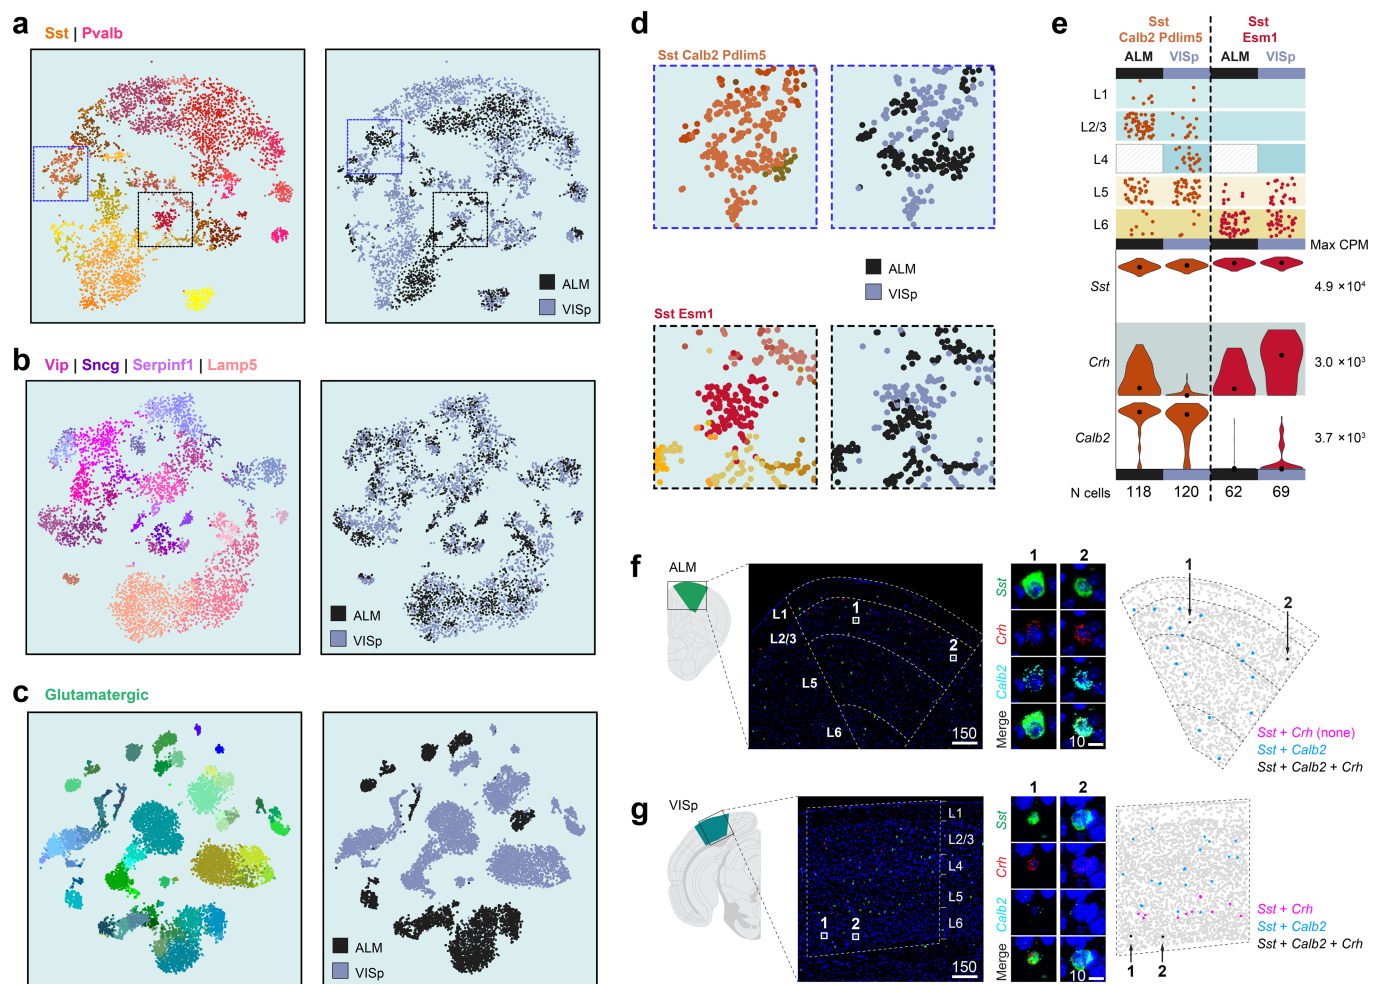 a
Sst | Pvalb
ALM
VISp
b
Vip | Sncg | Serpinf1 | Lamp5
ALM
VISp
c
Glutamatergic
ALM
VISp
d
Sst Calb2 Pdlim5
ALM
VISp
Sst Esm1
e
Sst
Calb2 Pdlim5
Sst
Esm1
ALM VISp ALM VISp
L1
L2/3
L4
L5
L6
Max CPM
Sst
4.9 × 10⁴
Crh
3.0 × 10³
Calb2
3.7 × 10³
N cells 118 120 62 69
f
ALM
L1
L2/3
L5
L6
1
2
150
1 2
Sst
Crh
Calb2
Merge
10
1
2
Sst + Crh (none)
Sst + Calb2
Sst + Calb2 + Crh
g
VISp
L1
L2/3
L4
L5
L6
1 2
150
1 2
Sst
Crh
Calb2
Merge
10
Sst + Crh
Sst + Calb2
Sst + Calb2 + Crh
1 2